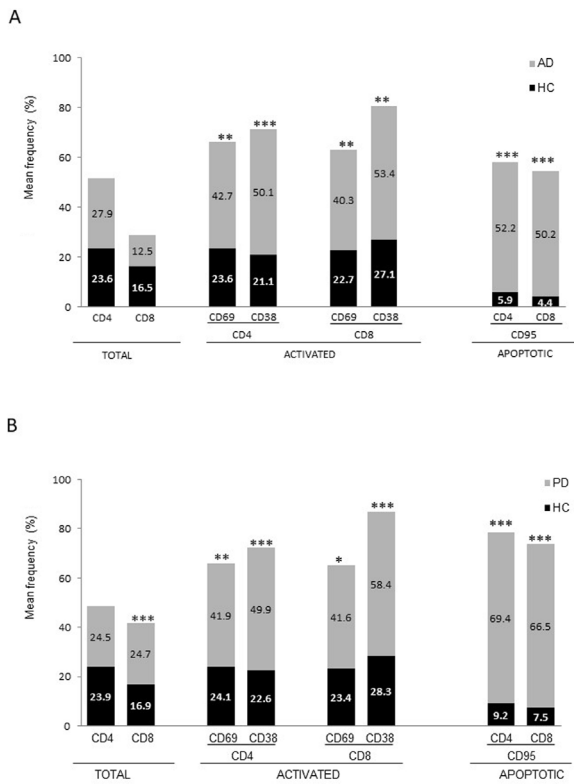 A
AD
HC
Mean frequency (%)
100
80
60
40
20
0
** *** ** ** *** ***
27.9 12.5 42.7 50.1 40.3 53.4 52.2 50.2
23.6 16.5 23.6 21.1 22.7 27.1 5.9 4.4
CD4 CD8 CD69 CD38 CD69 CD38 CD4 CD8
CD4 CD8 CD95
TOTAL ACTIVATED APOPTOTIC
B
PD
HC
Mean frequency (%)
100
80
60
40
20
0
*** ** *** * *** *** ***
24.5 24.7 41.9 49.9 41.6 58.4 69.4 66.5
23.9 16.9 24.1 22.6 23.4 28.3 9.2 7.5
CD4 CD8 CD69 CD38 CD69 CD38 CD4 CD8
CD4 CD8 CD95
TOTAL ACTIVATED APOPTOTIC